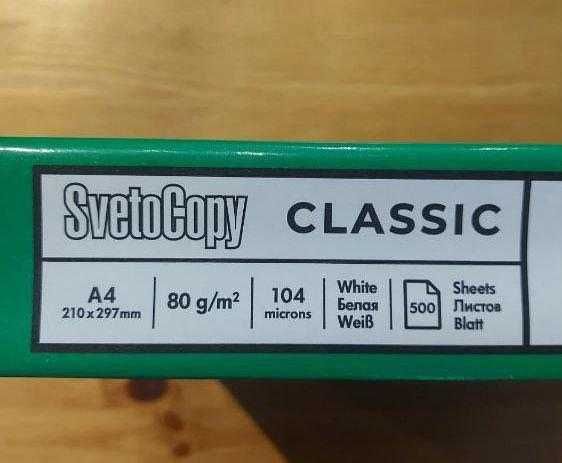 SvetoCopy CLASSIC
A4
210x297mm
80 g/m²
104
microns
White
Белая
Weiß
500
Sheets
Листов
Blatt